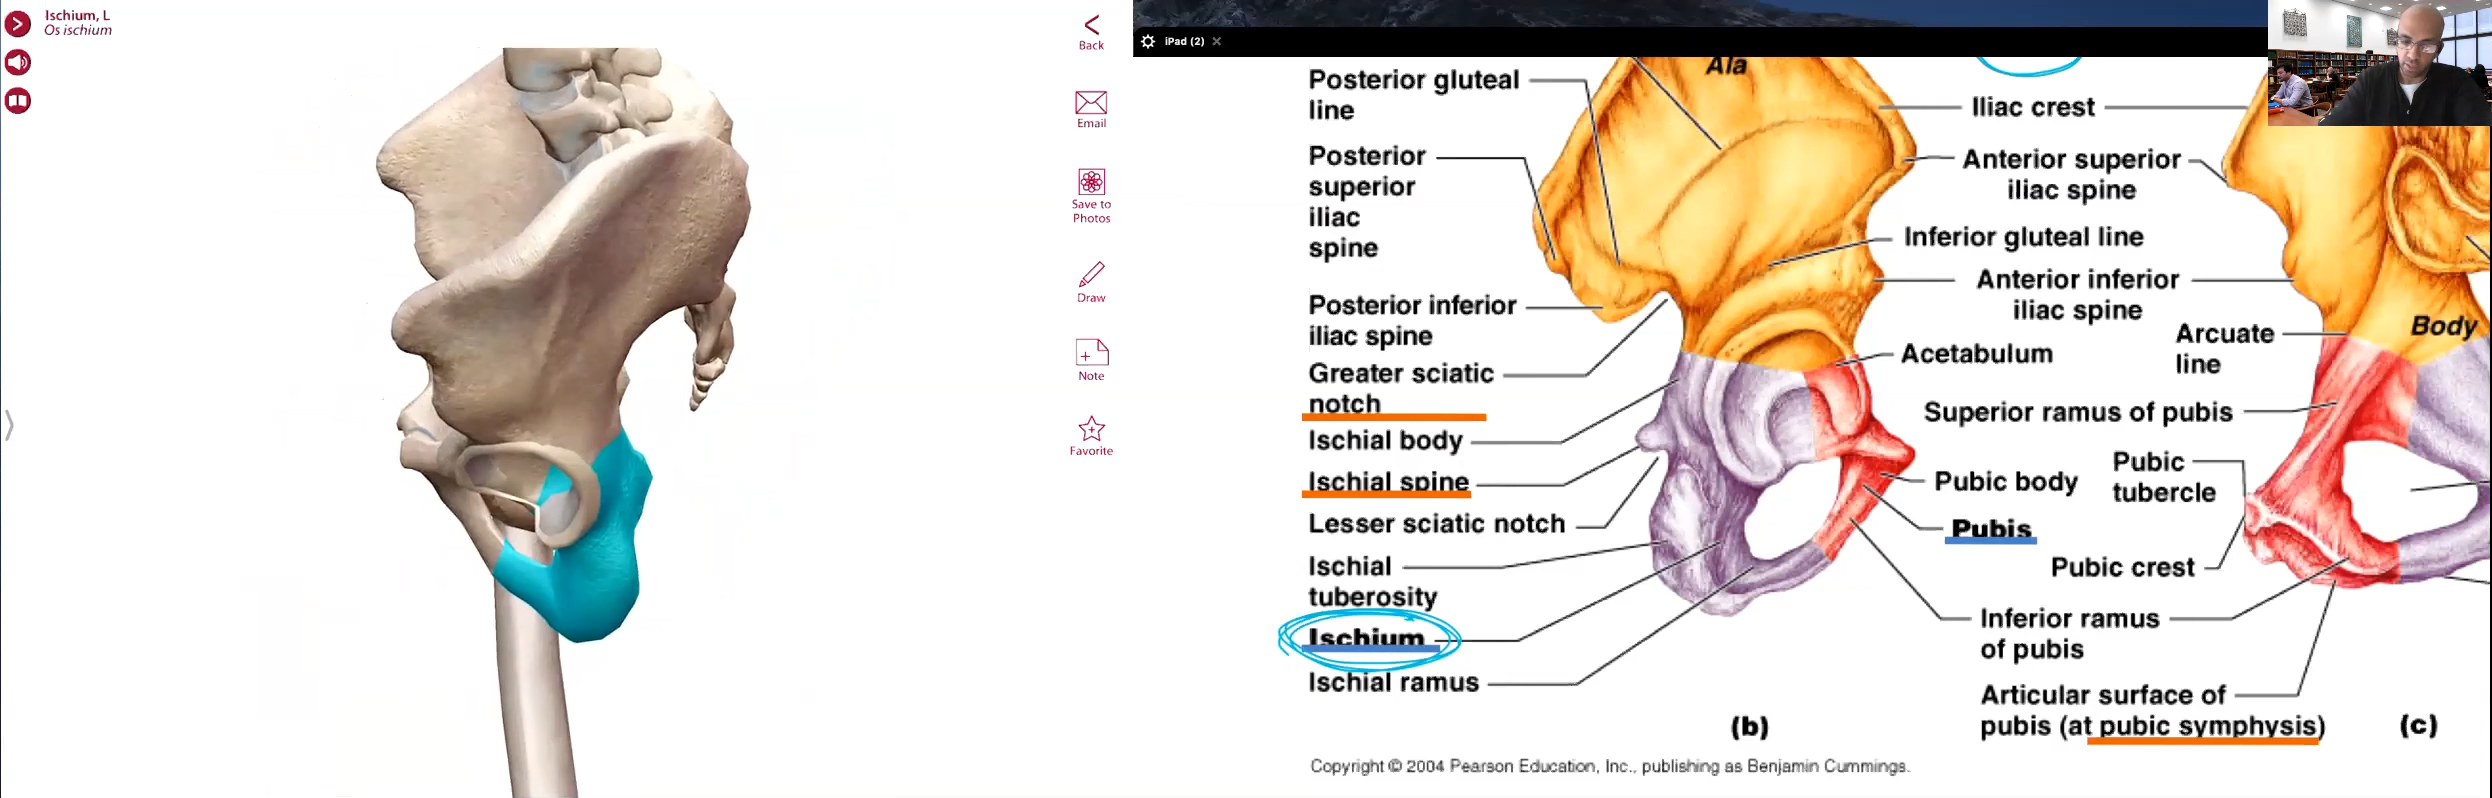 Ischium, L
Os ischium
Back
Email
Save to
Photos
Draw
Note
Favorite
iPad (2)
Ala
Posterior gluteal
line
Posterior
superior
iliac
spine
Posterior inferior
iliac spine
Greater sciatic
notch
Ischial body
Ischial spine
Lesser sciatic notch
Ischial
tuberosity
Ischium
Ischial ramus
Iliac crest
Anterior superior
iliac spine
Inferior gluteal line
Anterior inferior
iliac spine
Acetabulum
Arcuate
line
Body
Superior ramus of pubis
Pubic body
Pubis
Pubic
tubercle
Pubic crest
Inferior ramus
of pubis
Articular surface of
pubis (at pubic symphysis)
(b)
(c)
Copyright © 2004 Pearson Education, Inc., publishing as Benjamin Cummings.